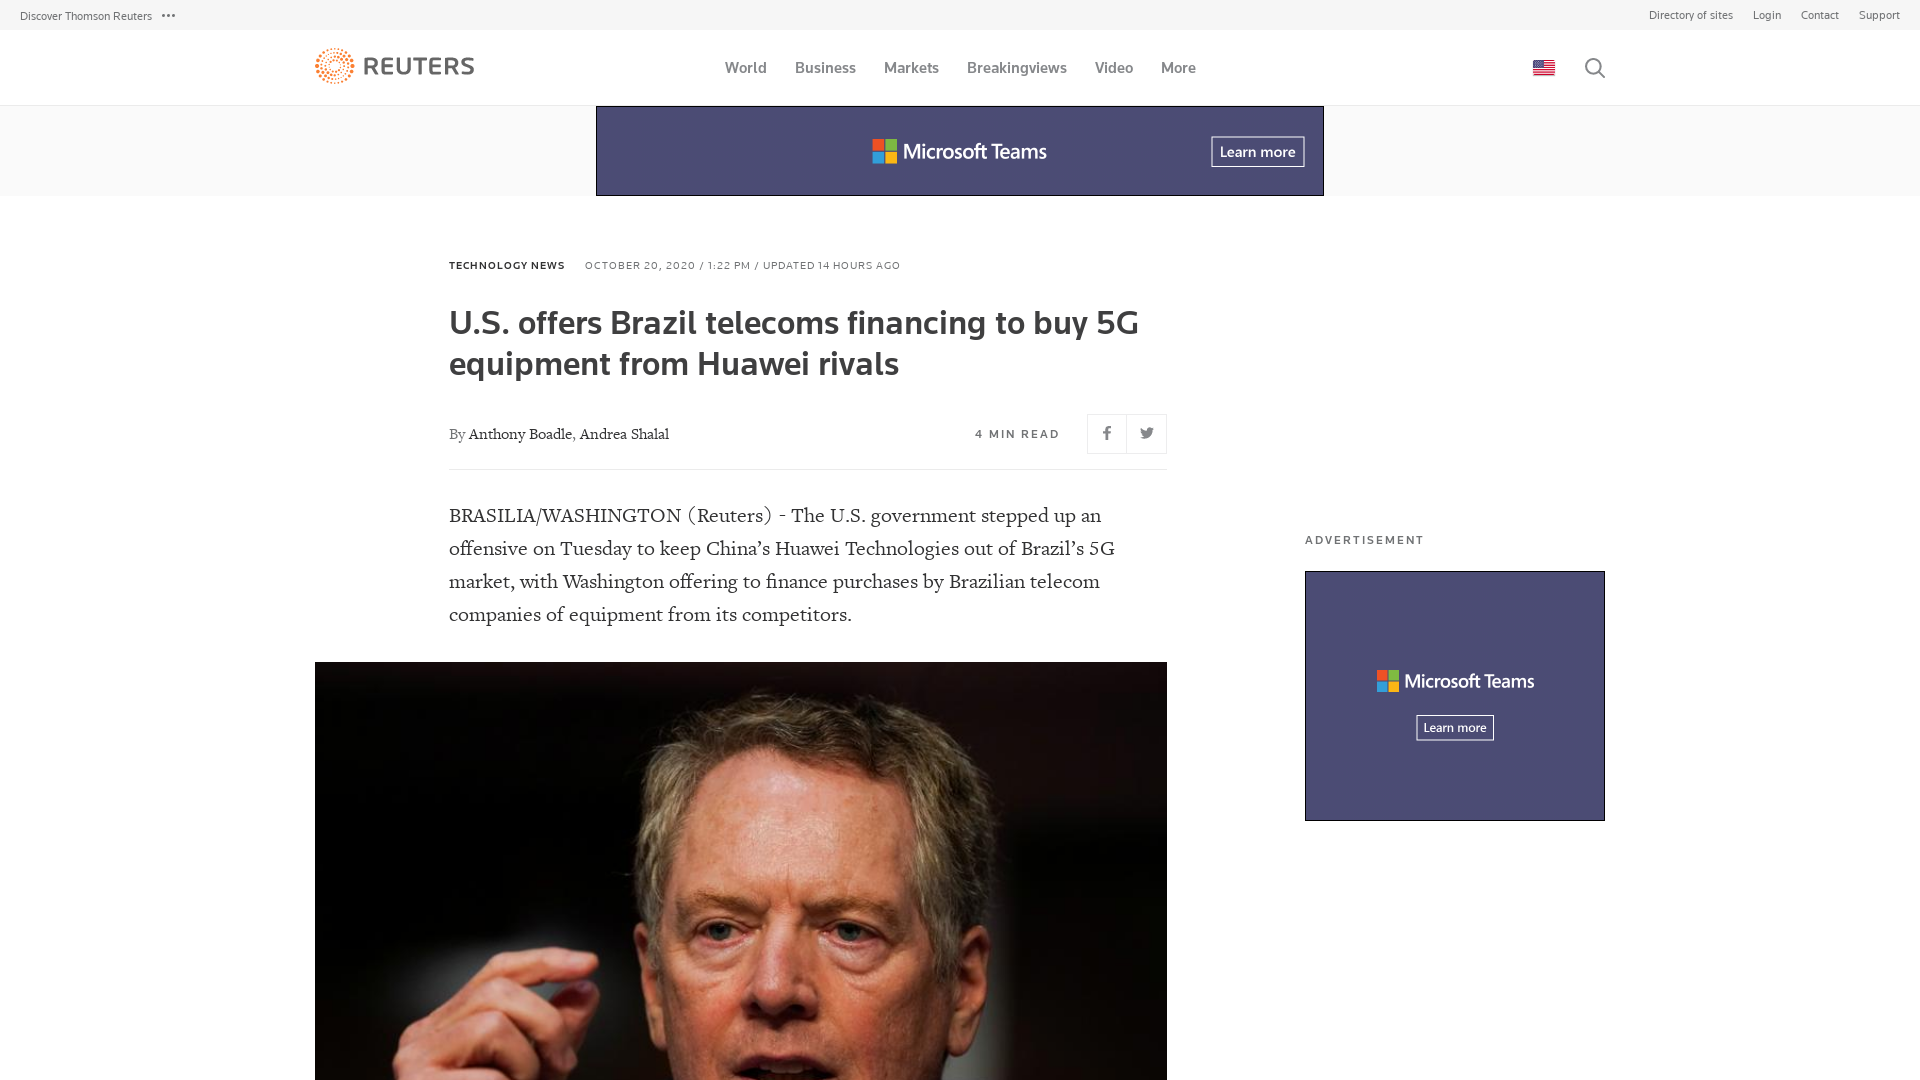 Discover Thomson Reuters
Directory of sites Login Contact Support
REUTERS
World Business Markets Breakingviews Video More
Microsoft Teams
Learn more
TECHNOLOGY NEWS OCTOBER 20, 2020 / 1:22 PM / UPDATED 14 HOURS AGO
U.S. offers Brazil telecoms financing to buy 5G
equipment from Huawei rivals
By Anthony Boadle, Andrea Shalal
4 MIN READ
BRASILIA/WASHINGTON (Reuters) - The U.S. government stepped up an
offensive on Tuesday to keep China’s Huawei Technologies out of Brazil’s 5G
market, with Washington offering to finance purchases by Brazilian telecom
companies of equipment from its competitors.
ADVERTISEMENT
Microsoft Teams
Learn more